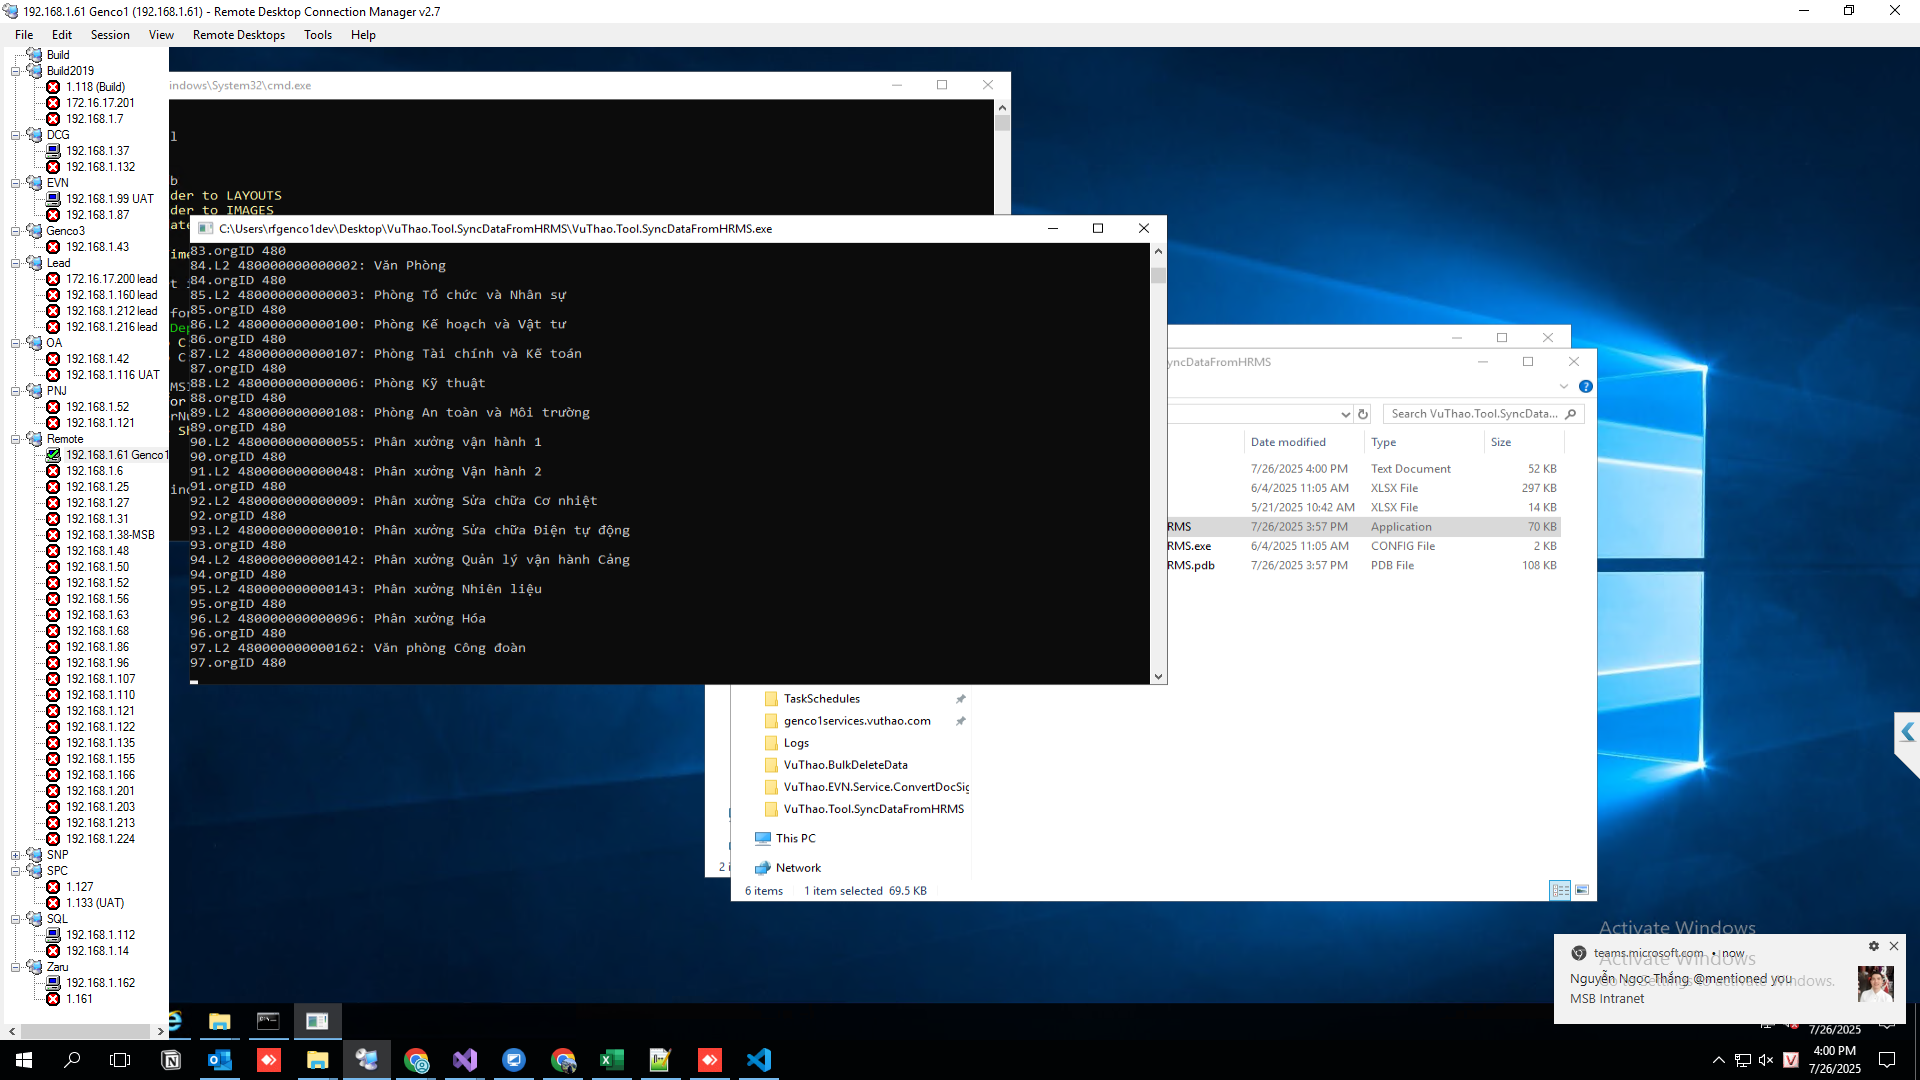 192.168.1.61 Genco1 (192.168.1.61) - Remote Desktop Connection Manager v2.7
File Edit Session View Remote Desktops Tools Help
Build
Build2019
1.118 (Build)
172.16.17.201
192.168.1.7
DCG
192.168.1.37
192.168.1.132
EVN
192.168.1.99 UAT
192.168.1.87
Genco3
192.168.1.43
Lead
172.16.17.200 lead
192.168.1.160 lead
192.168.1.212 lead
192.168.1.216 lead
OA
192.168.1.42
192.168.1.116 UAT
PNJ
192.168.1.52
192.168.1.121
Remote
192.168.1.61 Genco1
192.168.1.6
192.168.1.25
192.168.1.27
192.168.1.31
192.168.1.38-MSB
192.168.1.48
192.168.1.50
192.168.1.52
192.168.1.56
192.168.1.63
192.168.1.68
192.168.1.86
192.168.1.96
192.168.1.107
192.168.1.110
192.168.1.121
192.168.1.122
192.168.1.135
192.168.1.155
192.168.1.166
192.168.1.201
192.168.1.203
192.168.1.213
192.168.1.224
SNP
SPC
1.127
1.133 (UAT)
SQL
192.168.1.112
192.168.1.14
Zaru
192.168.1.162
1.161
indows\System32\cmd.exe
l
b
der to LAYOUTS
der to IMAGES
C:\Users\rfgenco1dev\Desktop\VuThao.Tool.SyncDataFromHRMS\VuThao.Tool.SyncDataFromHRMS.exe
83.orgID 480
84.L2 480000000000002: Văn Phòng
84.orgID 480
85.L2 480000000000003: Phòng Tổ chức và Nhân sự
85.orgID 480
86.L2 480000000000100: Phòng Kế hoạch và Vật tư
86.orgID 480
87.L2 480000000000107: Phòng Tài chính và Kế toán
87.orgID 480
88.L2 480000000000006: Phòng Kỹ thuật
88.orgID 480
89.L2 480000000000108: Phòng An toàn và Môi trường
89.orgID 480
90.L2 480000000000055: Phân xưởng vận hành 1
90.orgID 480
91.L2 480000000000048: Phân xưởng Vận hành 2
91.orgID 480
92.L2 480000000000009: Phân xưởng Sửa chữa Cơ nhiệt
92.orgID 480
93.L2 480000000000010: Phân xưởng Sửa chữa Điện tự động
93.orgID 480
94.L2 480000000000142: Phân xưởng Quản lý vận hành Cảng
94.orgID 480
95.L2 480000000000143: Phân xưởng Nhiên liệu
95.orgID 480
96.L2 480000000000096: Phân xưởng Hóa
96.orgID 480
97.L2 480000000000162: Văn phòng Công đoàn
97.orgID 480
yncDataFromHRMS
Search VuThao.Tool.SyncData...
Date modified Type Size
7/26/2025 4:00 PM Text Document 52 KB
6/4/2025 11:05 AM XLSX File 297 KB
5/21/2025 10:42 AM XLSX File 14 KB
RMS 7/26/2025 3:57 PM Application 70 KB
RMS.exe 6/4/2025 11:05 AM CONFIG File 2 KB
RMS.pdb 7/26/2025 3:57 PM PDB File 108 KB
TaskSchedules
genco1services.vuthao.com
Logs
VuThao.BulkDeleteData
VuThao.EVN.Service.ConvertDocSig
VuThao.Tool.SyncDataFromHRMS
This PC
Network
6 items 1 item selected 69.5 KB
Activate Windows
teams.microsoft.com • now
Nguyễn Ngọc Thắng @mentioned you
MSB Intranet
7/26/2025
4:00 PM
7/26/2025